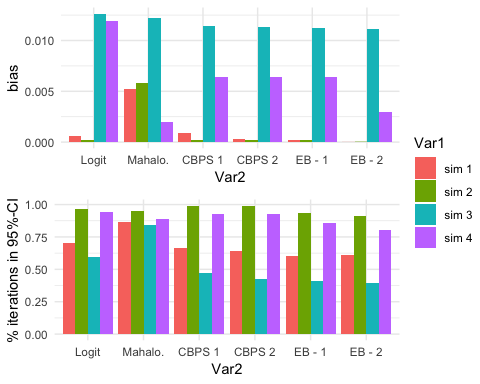 bias
0.010
0.005
0.000
Logit Mahalo. CBPS 1 CBPS 2 EB - 1 EB - 2
Var2
Var1
sim 1
sim 2
sim 3
sim 4
% iterations in 95%-CI
1.00
0.75
0.50
0.25
0.00
Logit Mahalo. CBPS 1 CBPS 2 EB - 1 EB - 2
Var2